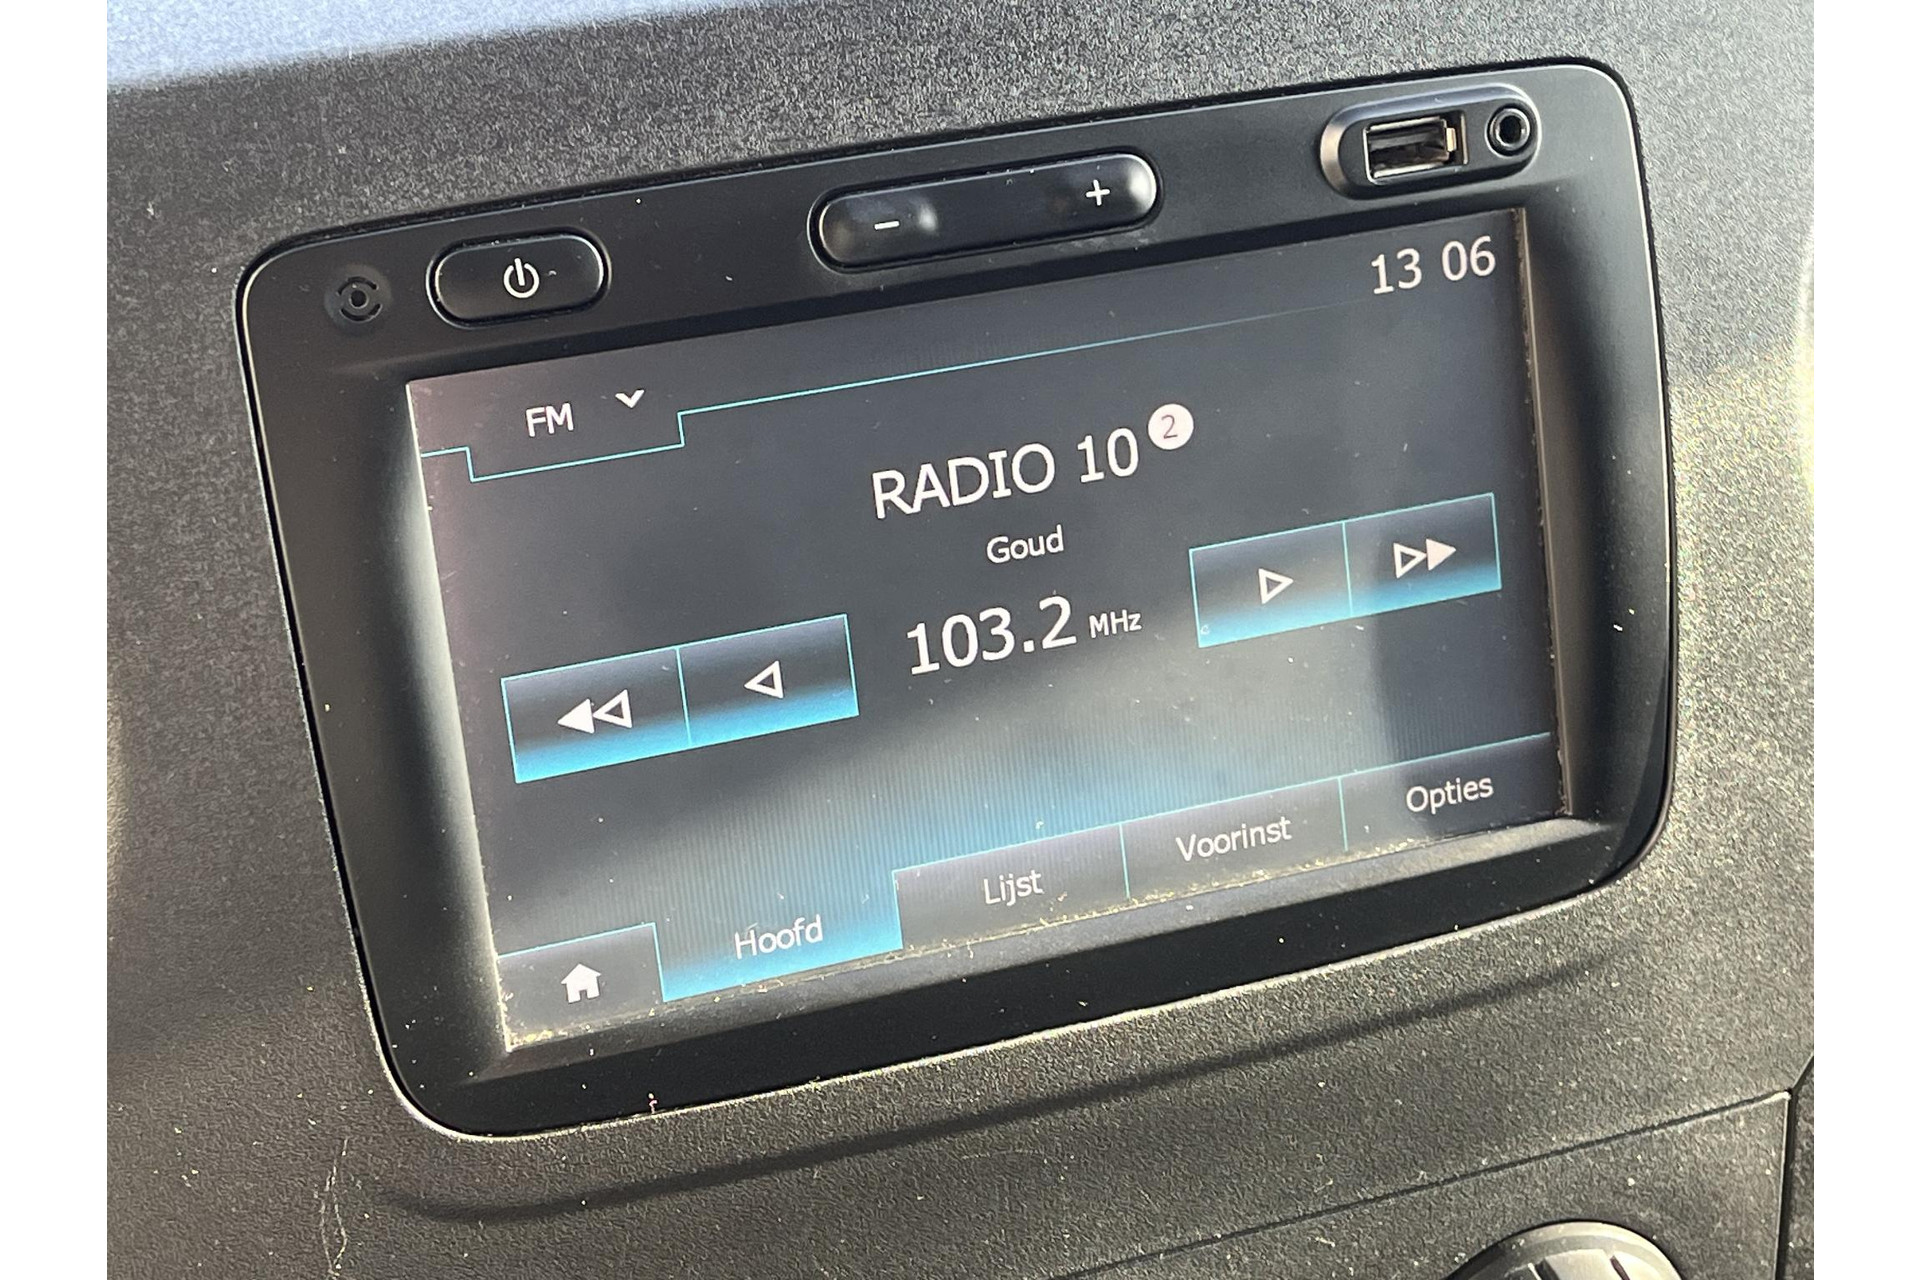 - +
13 06
FM
RADIO 10 2
Goud
103.2 MHz
Hoofd Lijst Voorinst Opties